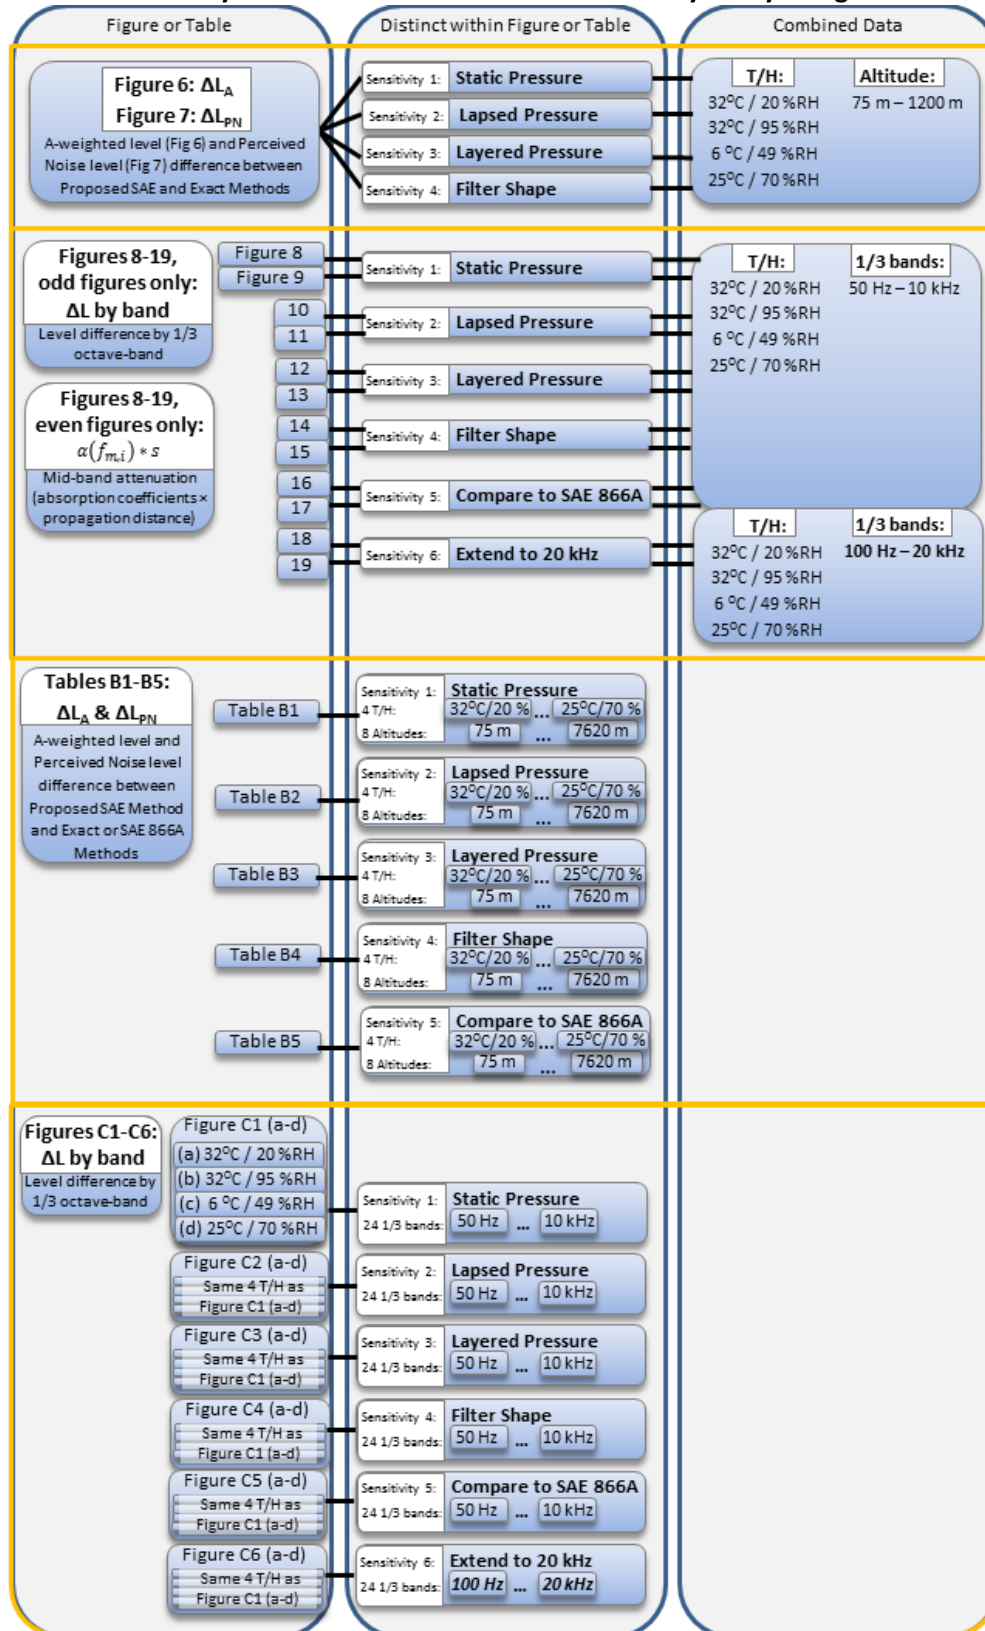 Figure or Table
Distinct within Figure or Table
Combined Data
Figure 6: ΔL_A
Figure 7: ΔL_PN
A-weighted level (Fig 6) and Perceived
Noise level (Fig 7) difference between
Proposed SAE and Exact Methods
Sensitivity 1: Static Pressure
Sensitivity 2: Lapsed Pressure
Sensitivity 3: Layered Pressure
Sensitivity 4: Filter Shape
T/H: Altitude:
32°C / 20 %RH 75 m – 1200 m
32°C / 95 %RH
6 °C / 49 %RH
25°C / 70 %RH
Figures 8-19,
odd figures only:
ΔL by band
Level difference by 1/3
octave-band
Figures 8-19,
even figures only:
α(f_m,i) * s
Mid-band attenuation
(absorption coefficients ×
propagation distance)
Figure 8
Figure 9
10
11
12
13
14
15
16
17
18
19
Sensitivity 1: Static Pressure
Sensitivity 2: Lapsed Pressure
Sensitivity 3: Layered Pressure
Sensitivity 4: Filter Shape
Sensitivity 5: Compare to SAE 866A
Sensitivity 6: Extend to 20 kHz
T/H: 1/3 bands:
32°C / 20 %RH 50 Hz – 10 kHz
32°C / 95 %RH
6 °C / 49 %RH
25°C / 70 %RH
T/H: 1/3 bands:
32°C / 20 %RH 100 Hz – 20 kHz
32°C / 95 %RH
6 °C / 49 %RH
25°C / 70 %RH
Tables B1-B5:
ΔL_A & ΔL_PN
A-weighted level and
Perceived Noise level
difference between
Proposed SAE Method
and Exact or SAE 866A
Methods
Table B1
Sensitivity 1: Static Pressure
4 T/H: 32°C/20 % ... 25°C/70 %
8 Altitudes: 75 m ... 7620 m
Table B2
Sensitivity 2: Lapsed Pressure
4 T/H: 32°C/20 % ... 25°C/70 %
8 Altitudes: 75 m ... 7620 m
Table B3
Sensitivity 3: Layered Pressure
4 T/H: 32°C/20 % ... 25°C/70 %
8 Altitudes: 75 m ... 7620 m
Table B4
Sensitivity 4: Filter Shape
4 T/H: 32°C/20 % ... 25°C/70 %
8 Altitudes: 75 m ... 7620 m
Table B5
Sensitivity 5: Compare to SAE 866A
4 T/H: 32°C/20 % ... 25°C/70 %
8 Altitudes: 75 m ... 7620 m
Figures C1-C6:
ΔL by band
Level difference by
1/3 octave-band
Figure C1 (a-d)
(a) 32°C / 20 %RH
(b) 32°C / 95 %RH
(c) 6 °C / 49 %RH
(d) 25°C / 70 %RH
Sensitivity 1: Static Pressure
24 1/3 bands: 50 Hz ... 10 kHz
Figure C2 (a-d)
Same 4 T/H as
Figure C1 (a-d)
Sensitivity 2: Lapsed Pressure
24 1/3 bands: 50 Hz ... 10 kHz
Figure C3 (a-d)
Same 4 T/H as
Figure C1 (a-d)
Sensitivity 3: Layered Pressure
24 1/3 bands: 50 Hz ... 10 kHz
Figure C4 (a-d)
Same 4 T/H as
Figure C1 (a-d)
Sensitivity 4: Filter Shape
24 1/3 bands: 50 Hz ... 10 kHz
Figure C5 (a-d)
Same 4 T/H as
Figure C1 (a-d)
Sensitivity 5: Compare to SAE 866A
24 1/3 bands: 50 Hz ... 10 kHz
Figure C6 (a-d)
Same 4 T/H as
Figure C1 (a-d)
Sensitivity 6: Extend to 20 kHz
24 1/3 bands: 100 Hz ... 20 kHz